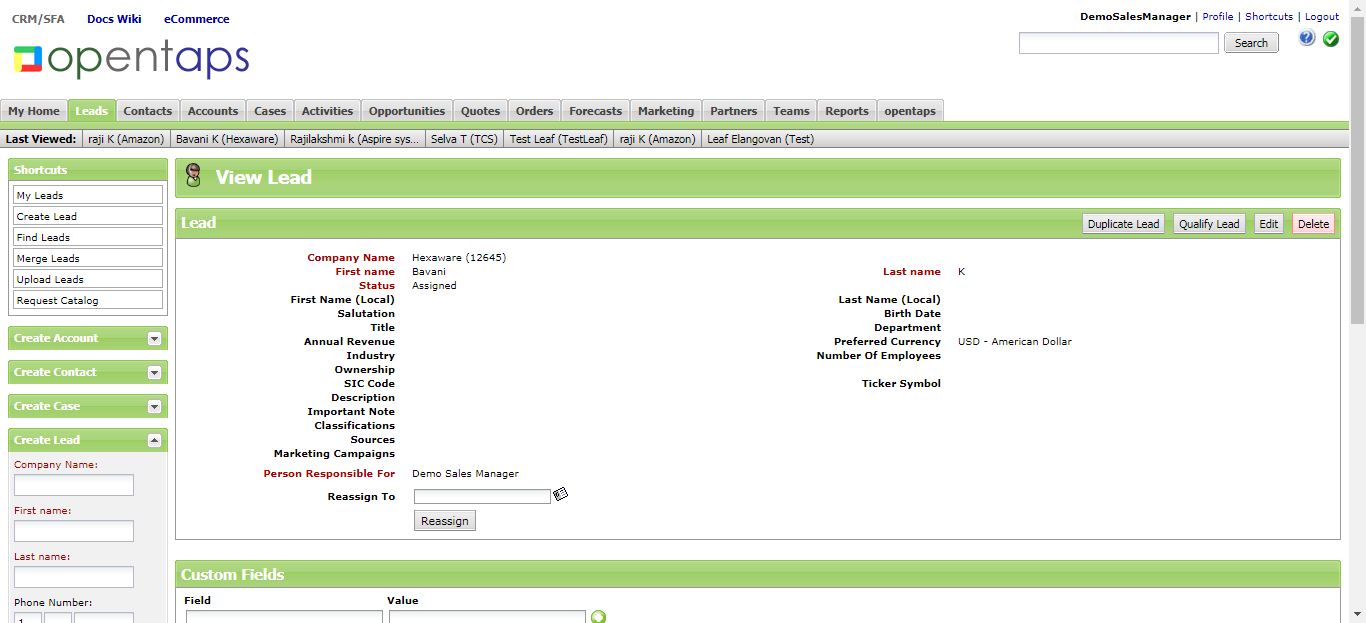 CRM/SFA Docs Wiki eCommerce
DemoSalesManager | Profile | Shortcuts | Logout
opentaps
Search
My Home Leads Contacts Accounts Cases Activities Opportunities Quotes Orders Forecasts Marketing Partners Teams Reports opentaps
Last Viewed: raji K (Amazon) Bavani K (Hexaware) Rajilakshmi k (Aspire sys... Selva T (TCS) Test Leaf (TestLeaf) raji K (Amazon) Leaf Elangovan (Test)
Shortcuts
My Leads
Create Lead
Find Leads
Merge Leads
Upload Leads
Request Catalog
Create Account
Create Contact
Create Case
Create Lead
Company Name:
First name:
Last name:
Phone Number:
1
View Lead
Lead Duplicate Lead Qualify Lead Edit Delete
Company Name Hexaware (12645)
First name Bavani Last name K
Status Assigned
First Name (Local) Last Name (Local)
Salutation Birth Date
Title Department
Annual Revenue Preferred Currency USD - American Dollar
Industry Number Of Employees
Ownership
SIC Code Ticker Symbol
Description
Important Note
Classifications
Sources
Marketing Campaigns
Person Responsible For Demo Sales Manager
Reassign To
Reassign
Custom Fields
Field Value